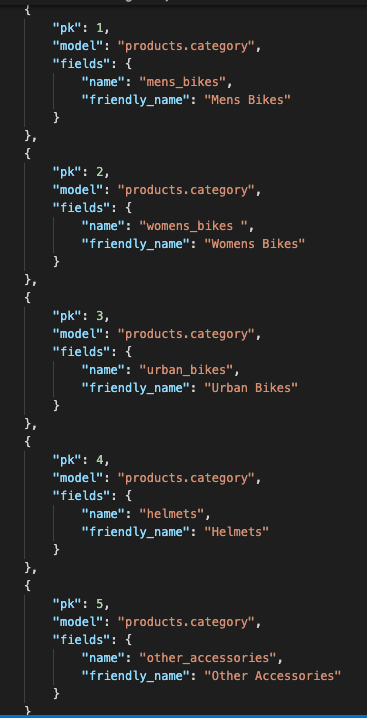 {
"pk": 1,
"model": "products.category",
"fields": {
"name": "mens_bikes",
"friendly_name": "Mens Bikes"
}
},
{
"pk": 2,
"model": "products.category",
"fields": {
"name": "womens_bikes ",
"friendly_name": "Womens Bikes"
}
},
{
"pk": 3,
"model": "products.category",
"fields": {
"name": "urban_bikes",
"friendly_name": "Urban Bikes"
}
},
{
"pk": 4,
"model": "products.category",
"fields": {
"name": "helmets",
"friendly_name": "Helmets"
}
},
{
"pk": 5,
"model": "products.category",
"fields": {
"name": "other_accessories",
"friendly_name": "Other Accessories"
}
}